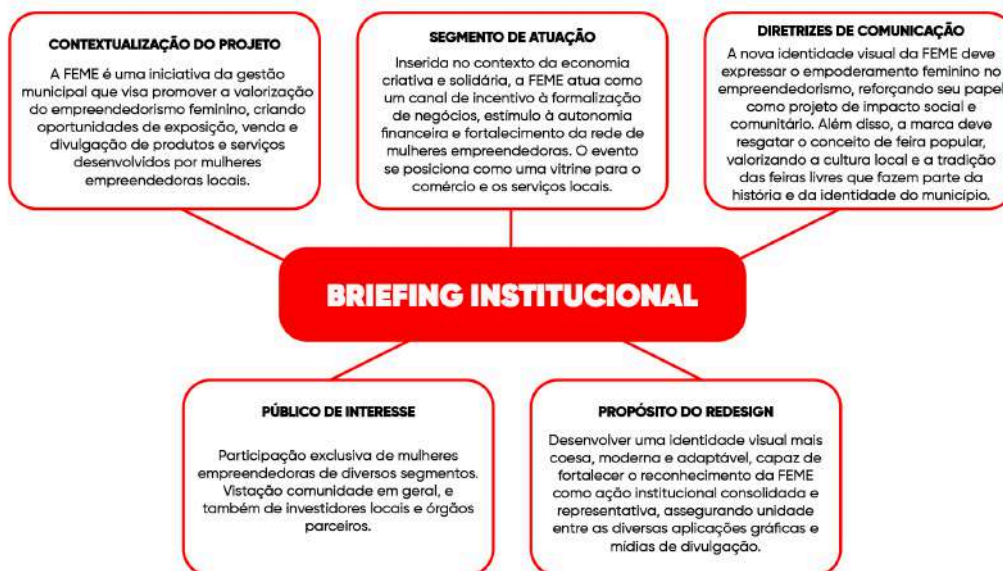 CONTEXTUALIZAÇÃO DO PROJETO
A FEME é uma iniciativa da gestão
municipal que visa promover a valorização
do empreendedorismo feminino, criando
oportunidades de exposição, venda e
divulgação de produtos e serviços
desenvolvidos por mulheres
empreendedoras locais.
SEGMENTO DE ATUAÇÃO
Inserida no contexto da economia
criativa e solidária, a FEME atua como
um canal de incentivo à formalização
de negócios, estímulo à autonomia
financeira e fortalecimento da rede de
mulheres empreendedoras. O evento
se posiciona como uma vitrine para o
comércio e os serviços locais.
DIRETRIZES DE COMUNICAÇÃO
A nova identidade visual da FEME deve
expressar o empoderamento feminino no
empreendedorismo, reforçando seu papel
como projeto de impacto social e
comunitário. Além disso, a marca deve
resgatar o conceito de feira popular,
valorizando a cultura local e a tradição
das feiras livres que fazem parte da
história e da identidade do município.
BRIEFING INSTITUCIONAL
PÚBLICO DE INTERESSE
Participação exclusiva de mulheres
empreendedoras de diversos segmentos.
Vistação comunidade em geral, e
também de investidores locais e órgãos
parceiros.
PROPÓSITO DO REDESIGN
Desenvolver uma identidade visual mais
coesa, moderna e adaptável, capaz de
fortalecer o reconhecimento da FEME
como ação institucional consolidada e
representativa, assegurando unidade
entre as diversas aplicações gráficas e
mídias de divulgação.